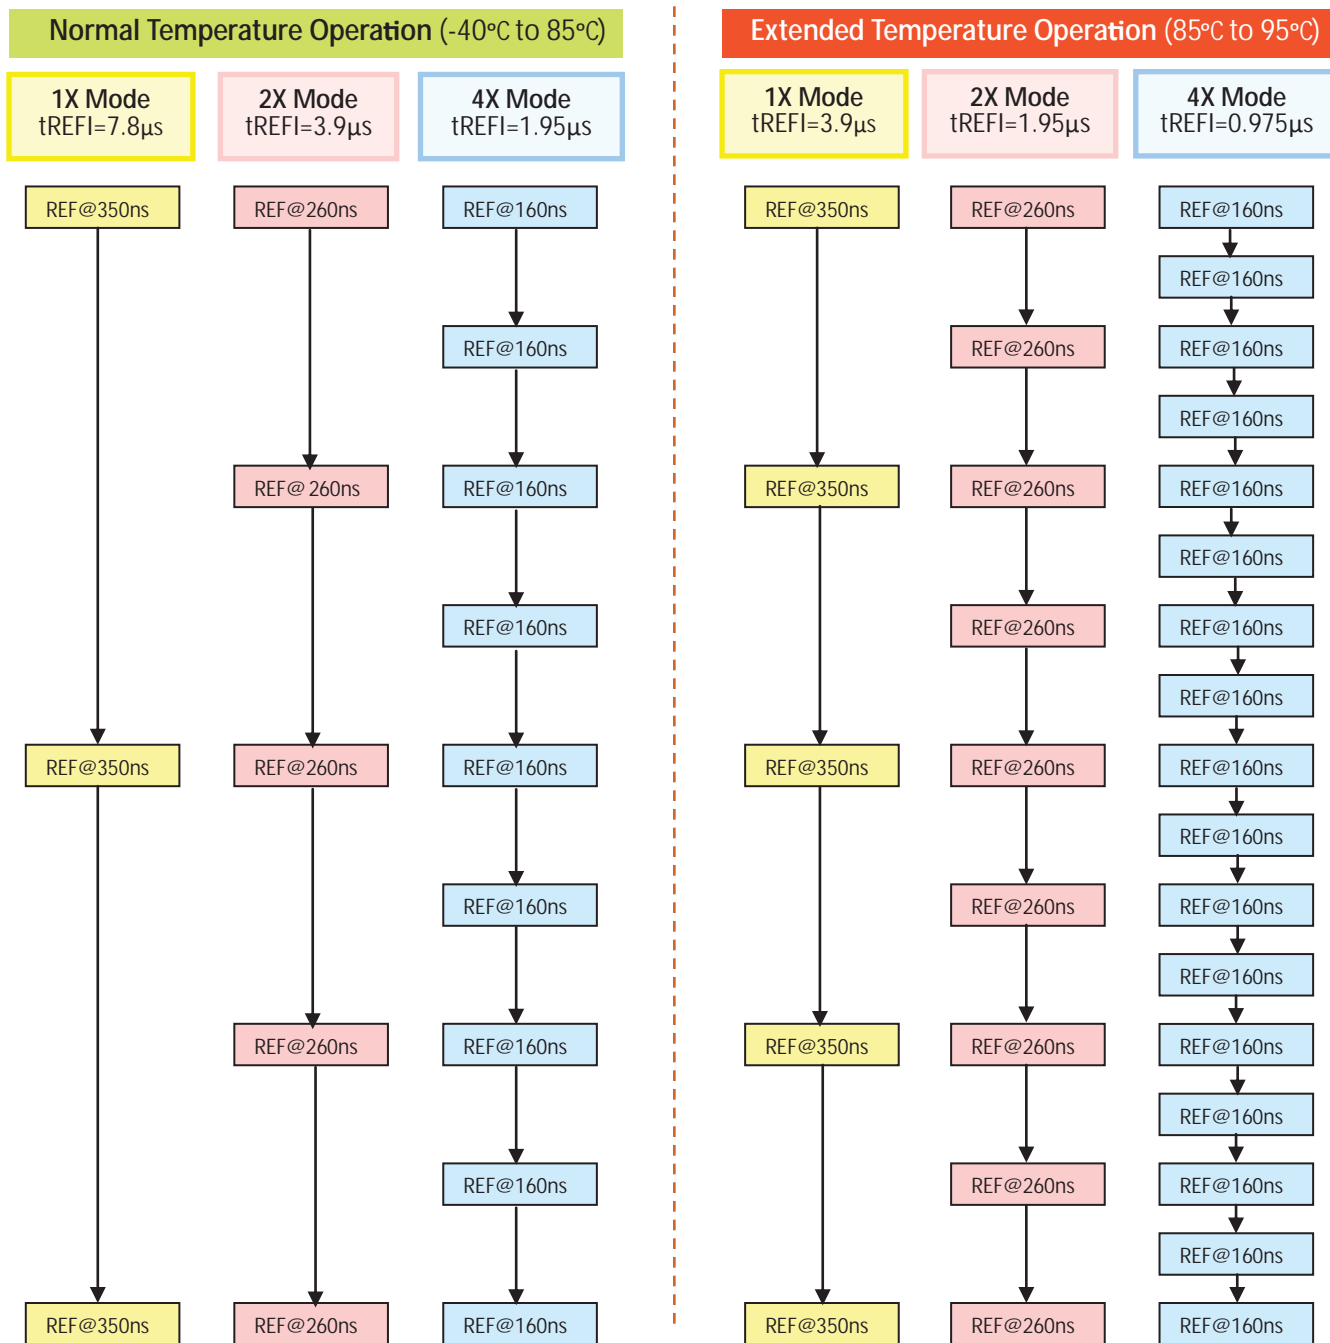 Normal Temperature Operation (-40°C to 85°C)
Extended Temperature Operation (85°C to 95°C)
1X Mode
tREFI=7.8µs
2X Mode
tREFI=3.9µs
4X Mode
tREFI=1.95µs
1X Mode
tREFI=3.9µs
2X Mode
tREFI=1.95µs
4X Mode
tREFI=0.975µs
REF@350ns
REF@260ns
REF@160ns
REF@350ns
REF@260ns
REF@160ns
REF@160ns
REF@160ns
REF@260ns
REF@160ns
REF@160ns
REF@260ns
REF@160ns
REF@350ns
REF@260ns
REF@160ns
REF@160ns
REF@160ns
REF@260ns
REF@160ns
REF@160ns
REF@350ns
REF@260ns
REF@160ns
REF@350ns
REF@260ns
REF@160ns
REF@160ns
REF@160ns
REF@260ns
REF@160ns
REF@160ns
REF@260ns
REF@160ns
REF@350ns
REF@260ns
REF@160ns
REF@160ns
REF@160ns
REF@260ns
REF@160ns
REF@160ns
REF@350ns
REF@260ns
REF@160ns
REF@350ns
REF@260ns
REF@160ns